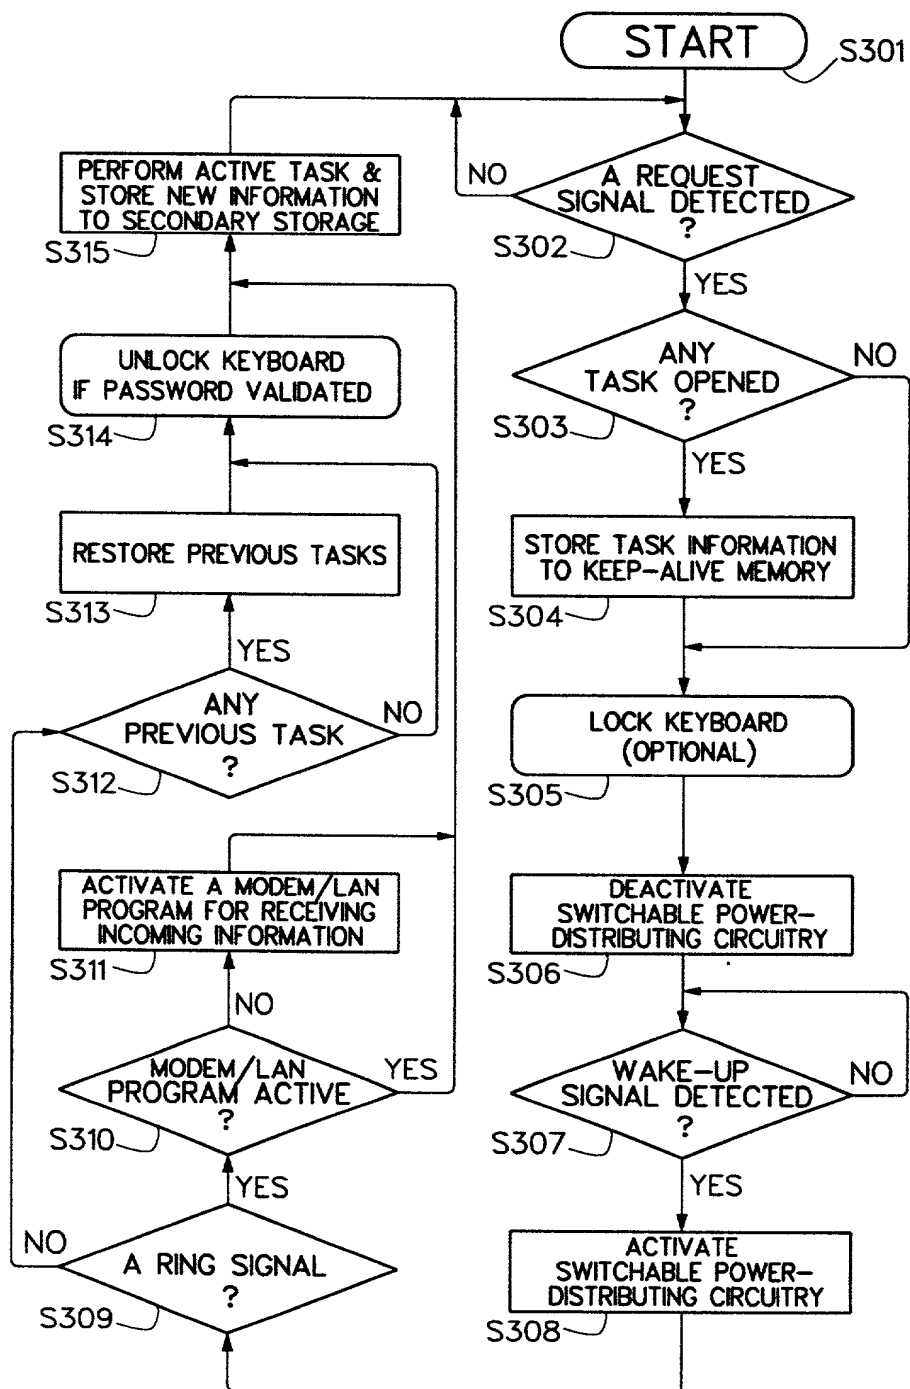 START
S301
A REQUEST
SIGNAL DETECTED
?
NO
S302
YES
ANY
TASK OPENED
?
NO
S303
YES
STORE TASK INFORMATION
TO KEEP-ALIVE MEMORY
S304
LOCK KEYBOARD
(OPTIONAL)
S305
DEACTIVATE
SWITCHABLE POWER-
DISTRIBUTING CIRCUITRY
S306
WAKE-UP
SIGNAL DETECTED
?
NO
S307
YES
ACTIVATE
SWITCHABLE POWER-
DISTRIBUTING CIRCUITRY
S308
A RING SIGNAL
?
NO
S309
YES
MODEM/LAN
PROGRAM ACTIVE
?
YES
S310
NO
ACTIVATE A MODEM/LAN
PROGRAM FOR RECEIVING
INCOMING INFORMATION
S311
ANY
PREVIOUS TASK
?
NO
S312
YES
RESTORE PREVIOUS TASKS
S313
UNLOCK KEYBOARD
IF PASSWORD VALIDATED
S314
PERFORM ACTIVE TASK &
STORE NEW INFORMATION
TO SECONDARY STORAGE
S315